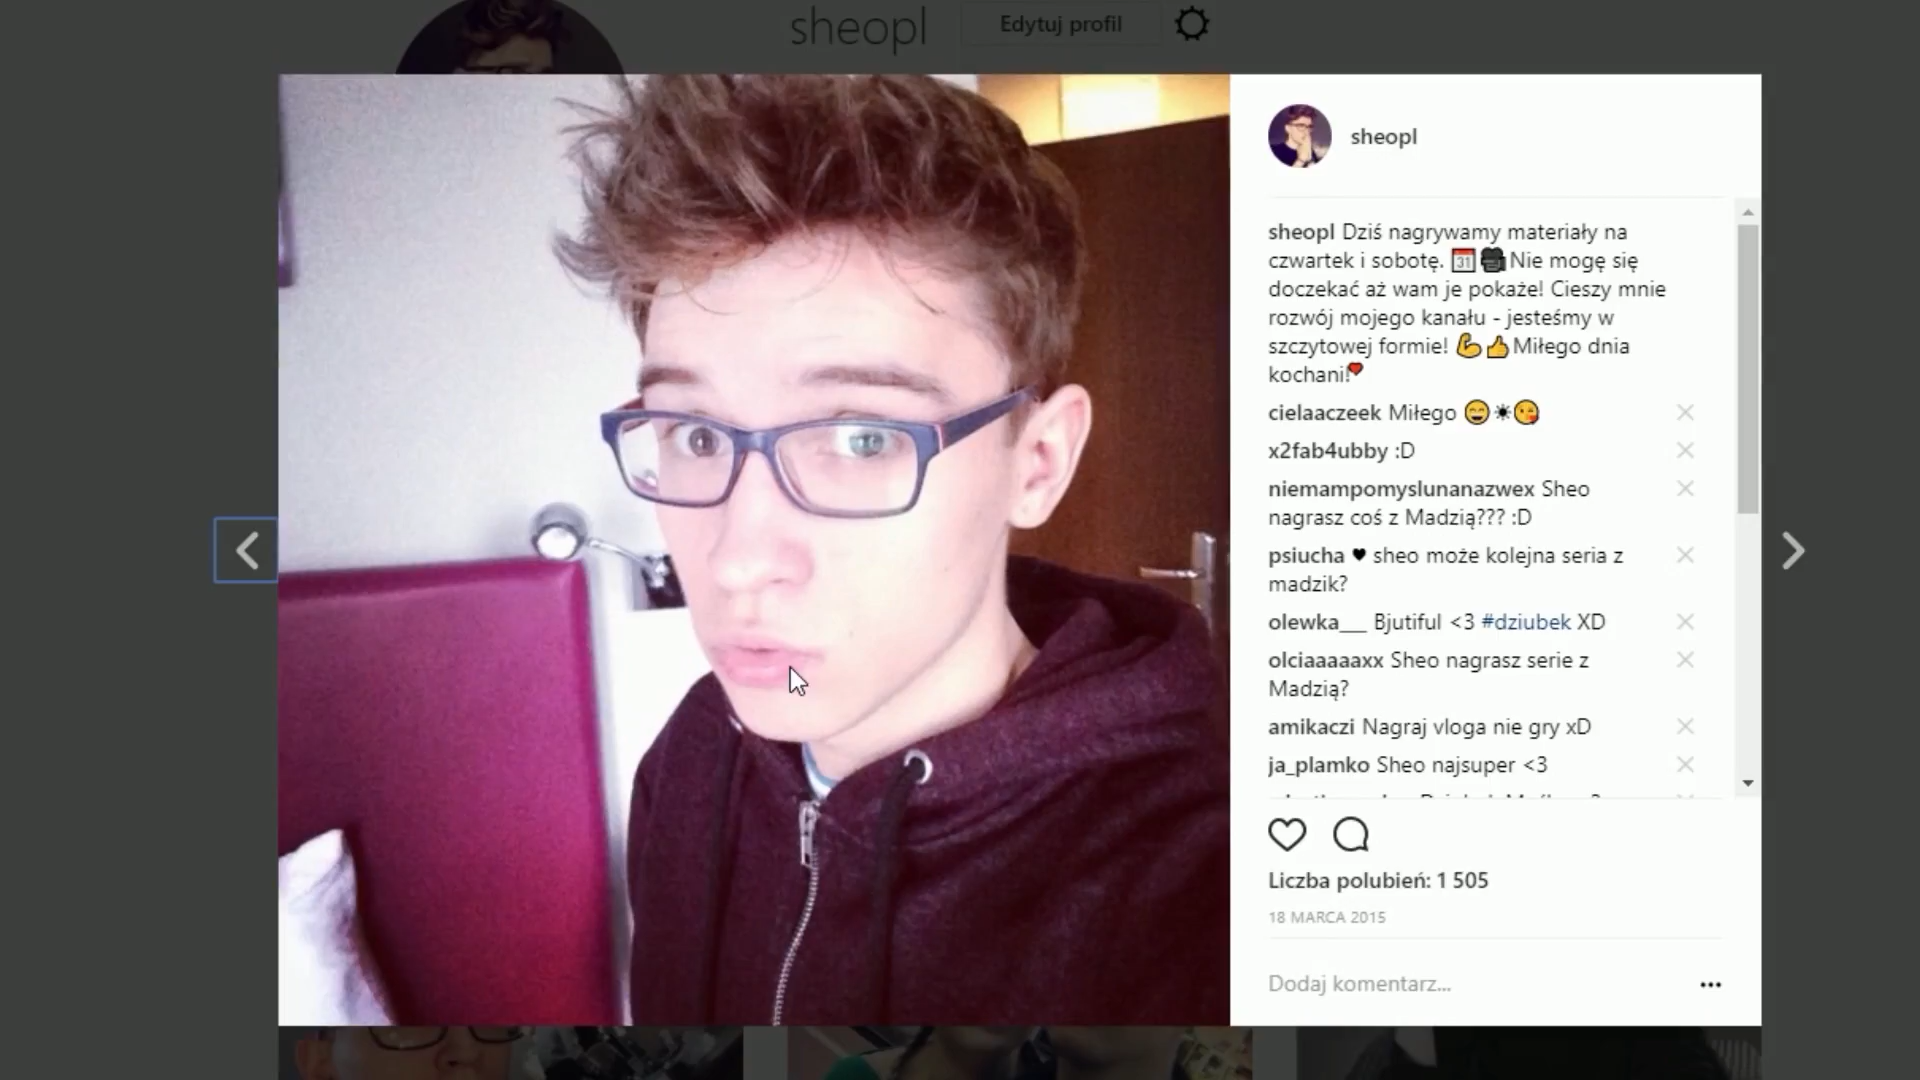 sheopl
Edytuj profil
sheopl
sheopl Dziś nagrywamy materiały na
czwartek i sobotę. 📅🎥Nie mogę się
doczekać aż wam je pokaże! Cieszy mnie
rozwój mojego kanału - jesteśmy w
szczytowej formie! 💪👍Miłego dnia
kochani!❣
cielaaczeek Miłego 😄☀😘
x2fab4ubby :D
niemampomyslunanazwex Sheo
nagrasz coś z Madzią??? :D
psiucha ♥ sheo może kolejna seria z
madzik?
olewka___ Bjutiful <3 #dziubek XD
olciaaaaaxx Sheo nagrasz serie z
Madzią?
amikaczi Nagraj vloga nie gry xD
ja_plamko Sheo najsuper <3
Liczba polubień: 1 505
18 MARCA 2015
Dodaj komentarz...